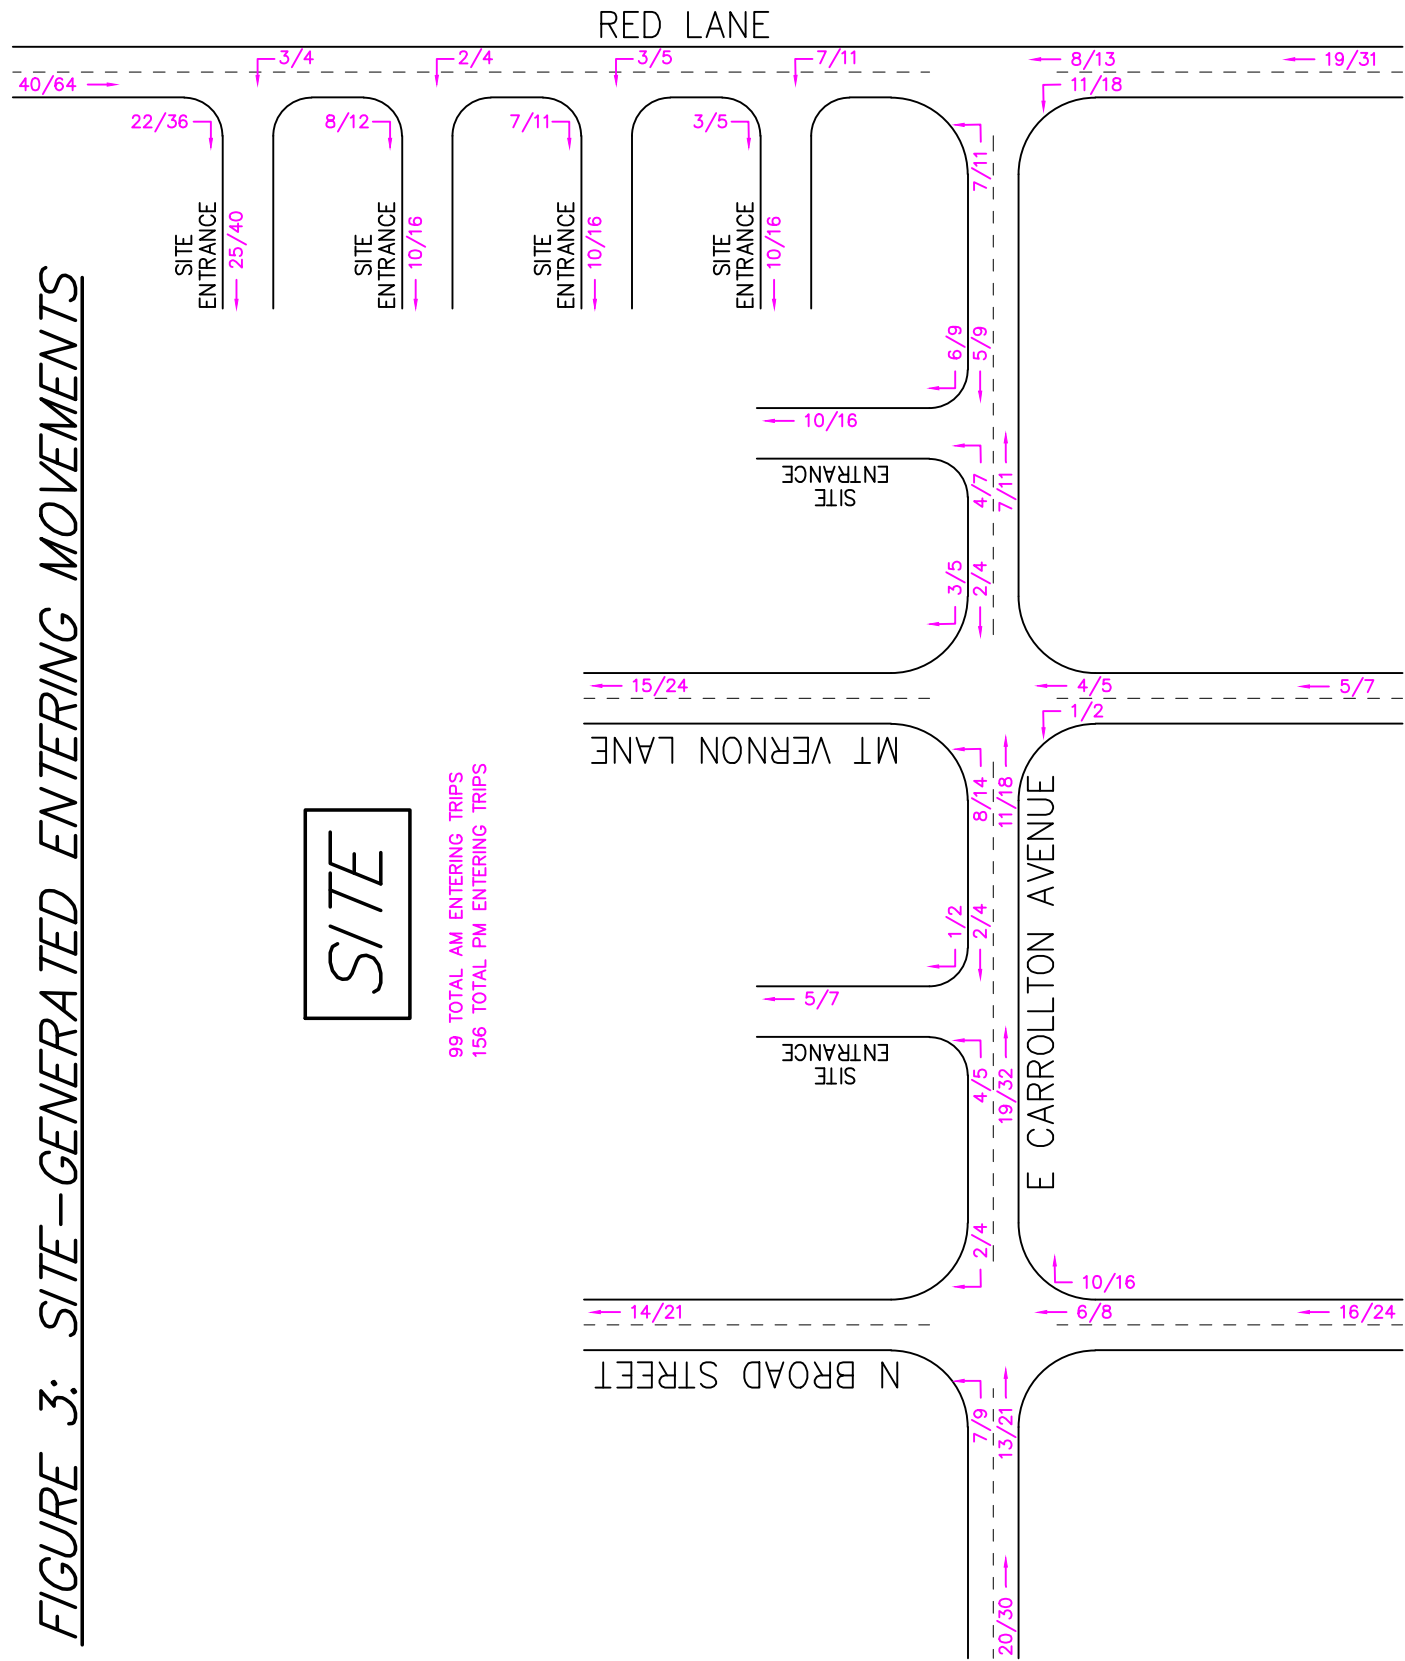 RED LANE
3/4
2/4
3/5
7/11
8/13
19/31
40/64
11/18
22/36
8/12
7/11
3/5
7/11
SITE
ENTRANCE
25/40
SITE
ENTRANCE
10/16
SITE
ENTRANCE
10/16
SITE
ENTRANCE
10/16
6/9
5/9
10/16
SITE
ENTRANCE
4/7
7/11
3/5
2/4
15/24
4/5
5/7
1/2
MT VERNON LANE
8/14
11/18
E CARROLLTON AVENUE
1/2
2/4
5/7
SITE
ENTRANCE
4/5
19/32
2/4
10/16
14/21
6/8
16/24
N BROAD STREET
7/9
13/21
20/30
SITE
99 TOTAL AM ENTERING TRIPS
156 TOTAL PM ENTERING TRIPS
FIGURE 3: SITE-GENERATED ENTERING MOVEMENTS